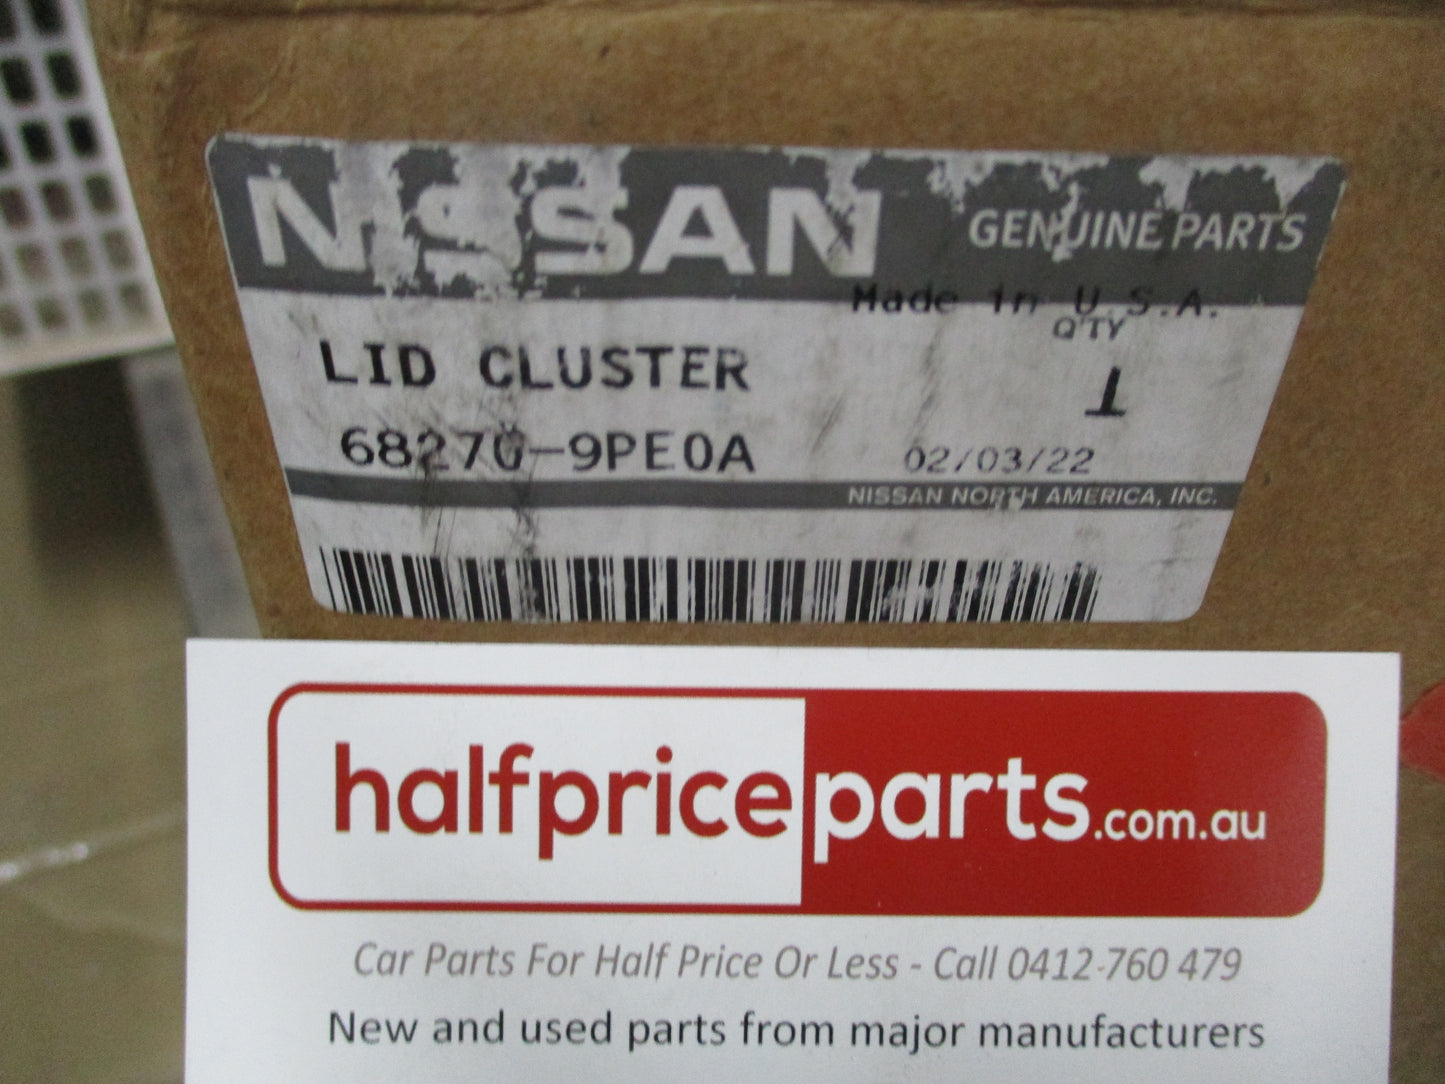 NISSAN GENUINE PARTS
Made in U.S.A.
Q'TY
LID CLUSTER
1
68270-9PE0A
02/03/22
NISSAN NORTH AMERICA, INC.
halfpriceparts.com.au
Car Parts For Half Price Or Less - Call 0412 760 479
New and used parts from major manufacturers